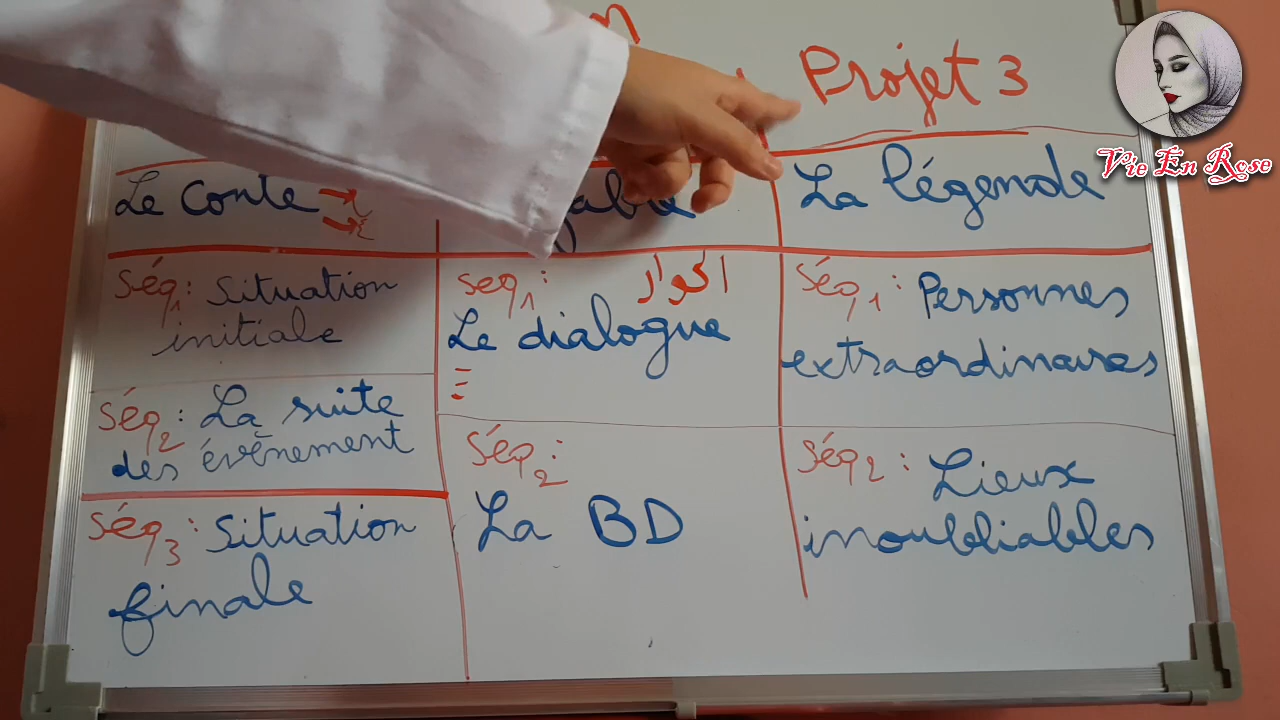 Projet 3
Le conte
La légende
Séq1: Situation
initiale
Séq2: La suite
des événement
Séq3: Situation
finale
seq1: الحوار
Le dialogue
Séq2:
La BD
Séq1: Personnes
extraordinaires
Séq2: Lieux
inoubliables
Vie En Rose